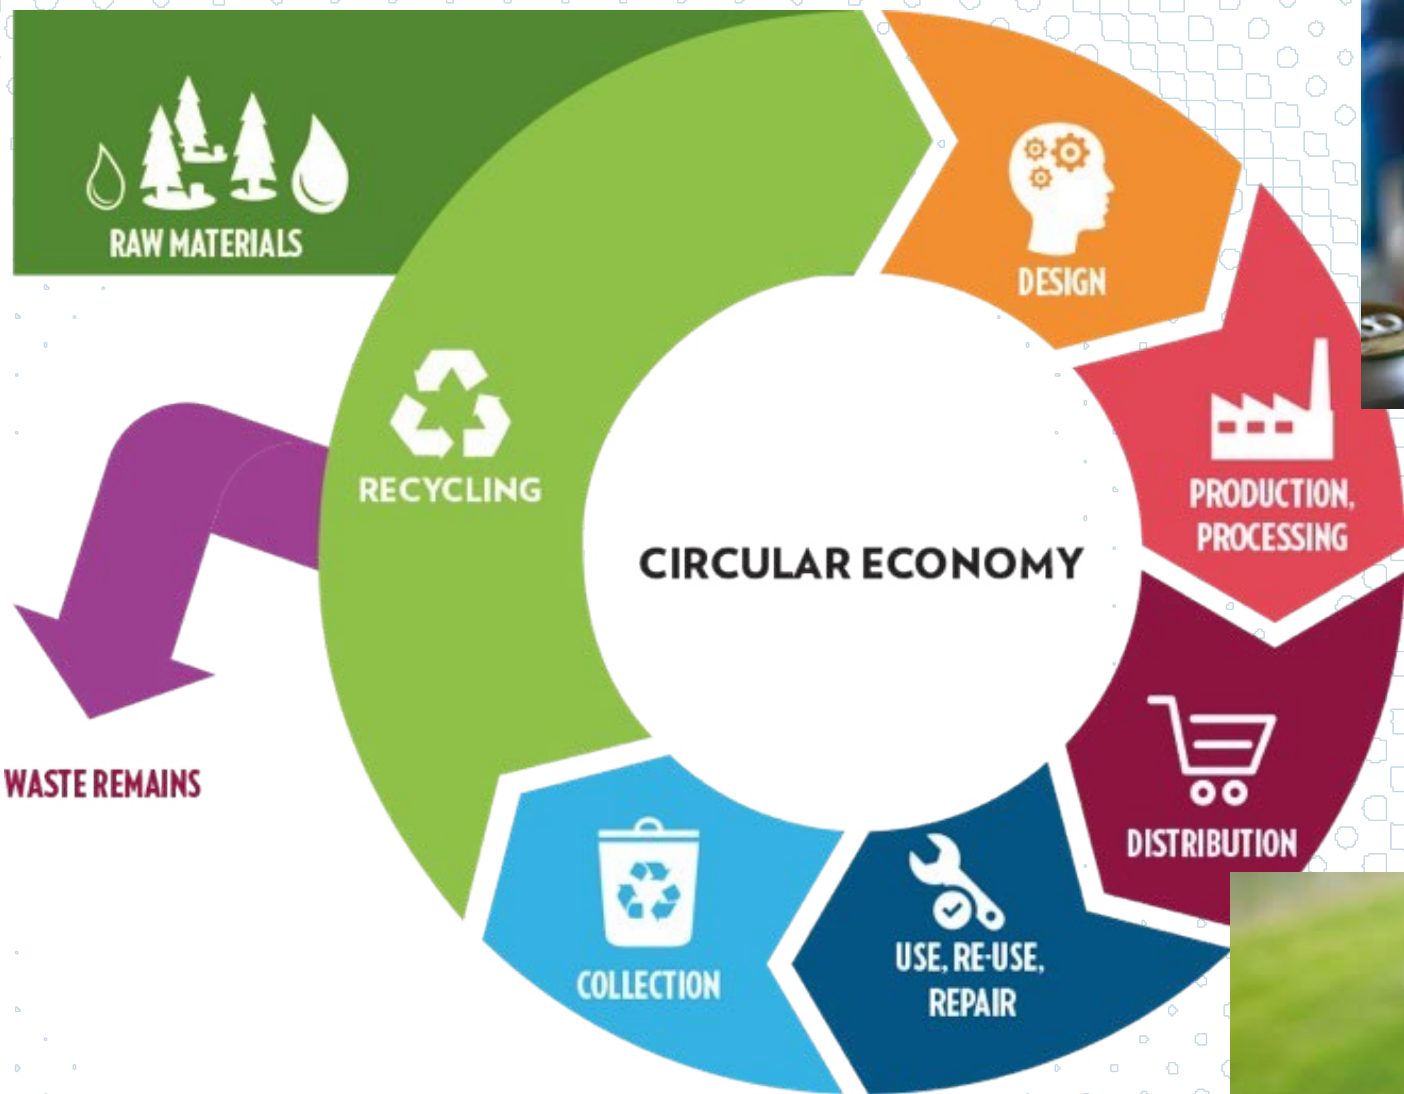 RAW MATERIALS
DESIGN
RECYCLING
PRODUCTION,
PROCESSING
CIRCULAR ECONOMY
WASTE REMAINS
DISTRIBUTION
COLLECTION
USE, RE-USE,
REPAIR